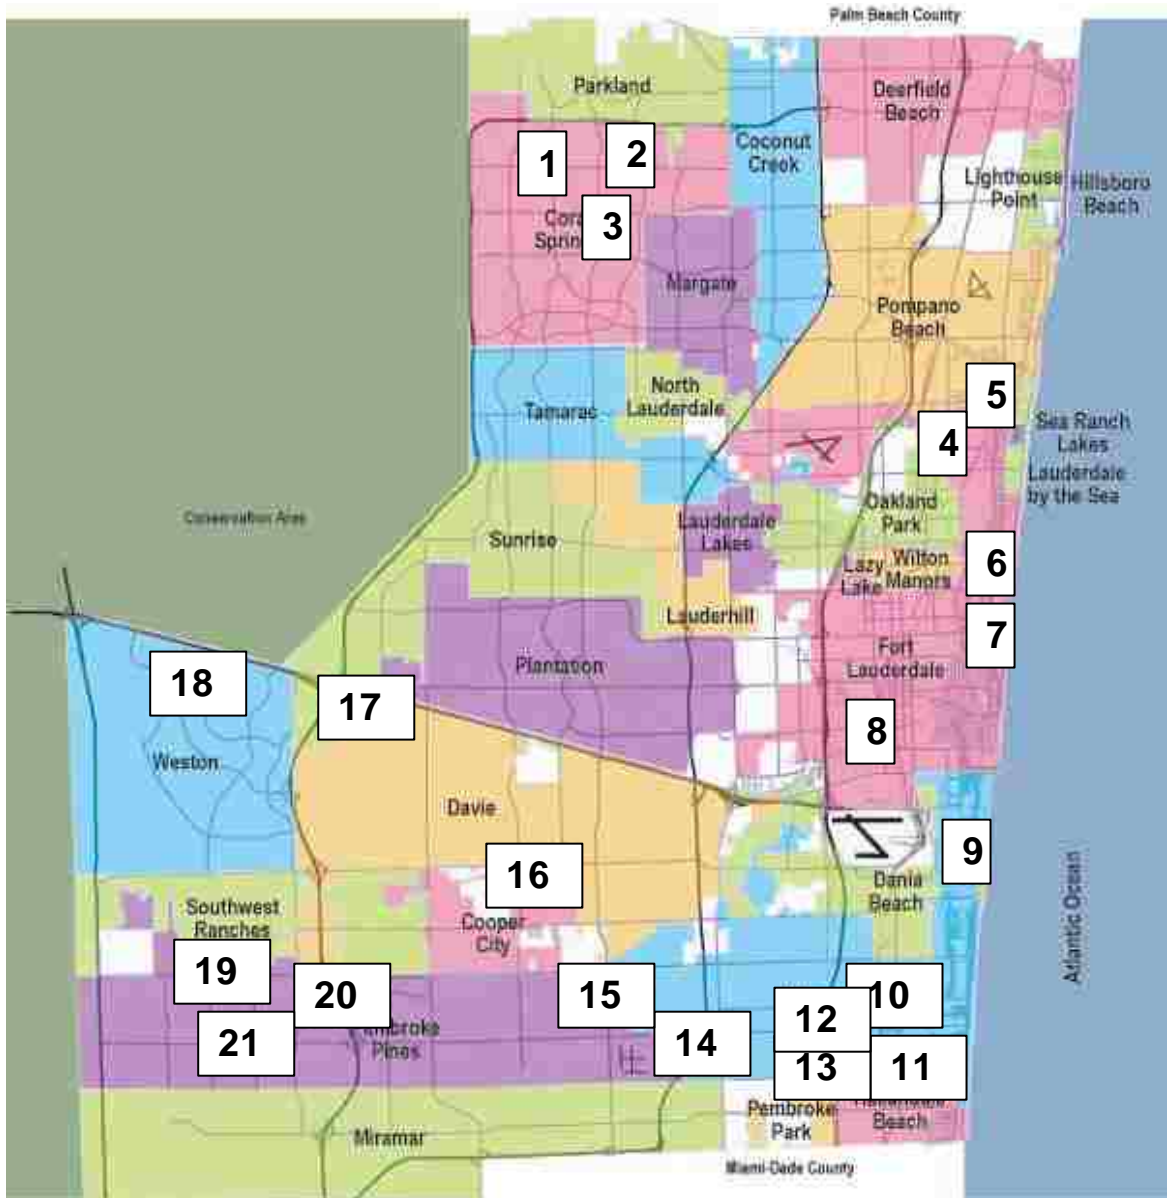 Palm Beach County
Parkland
Deerfield
Beach
1
2
Coconut
Creek
Lighthouse
Point
Hillsboro
Beach
3
Margate
Pompano
Beach
5
North
Lauderdale
Tamarac
4
Sea Ranch
Lakes
Lauderdale
by the Sea
Conservation Area
Sunrise
Lauderdale
Lakes
Oakland
Park
6
Lazy
Lake
Wilton
Manors
7
Lauderhill
Fort
Lauderdale
Plantation
18
17
8
Weston
Davie
9
16
Dania
Beach
Southwest
Ranches
Cooper
City
Atlantic Ocean
19
20
15
12
10
21
Pines
14
13
11
Pembroke
Park
Beach
Miramar
Miami-Dade County